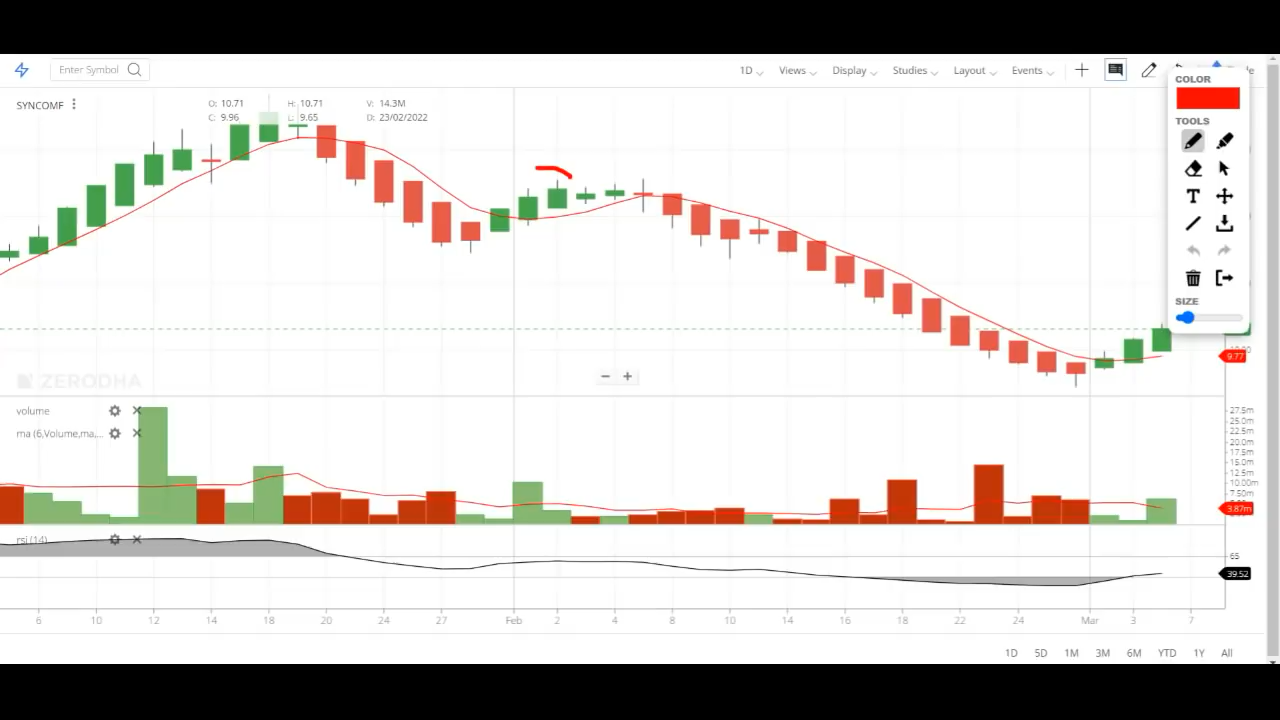 Enter Symbol
1D Views Display Studies Layout Events
COLOR
SYNCOMF
O: 10.71 H: 10.71 V: 14.3M
C: 9.96 L: 9.65 D: 23/02/2022
TOOLS
T
SIZE
9.77
ZERODHA
volume
ma (6,Volume,ma,...
27.5m
25.0m
22.5m
20.0m
17.5m
15.0m
12.5m
10.00m
7.50m
3.87m
rsi (14)
65
39.52
6 10 12 14 18 20 24 27 Feb 2 4 8 10 14 16 18 22 24 Mar 3 7
1D 5D 1M 3M 6M YTD 1Y All